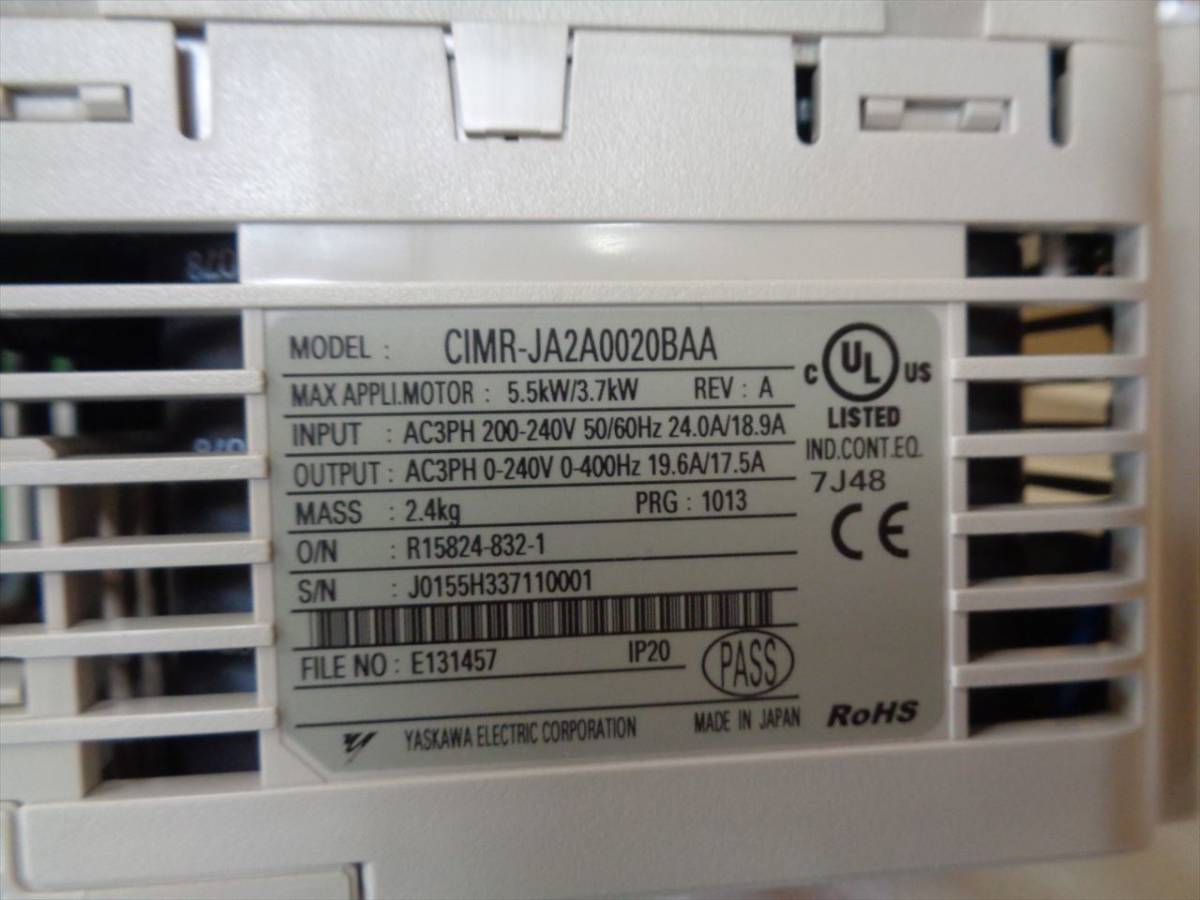 MODEL : CIMR-JA2A0020BAA
MAX APPLI.MOTOR : 5.5kW/3.7kW REV : A
INPUT : AC3PH 200-240V 50/60Hz 24.0A/18.9A
OUTPUT : AC3PH 0-240V 0-400Hz 19.6A/17.5A
MASS : 2.4kg PRG : 1013
O/N : R15824-832-1
S/N : J0155H337110001
FILE NO : E131457 IP20
PASS
YASKAWA ELECTRIC CORPORATION MADE IN JAPAN
C UL US
LISTED
IND.CONT.EQ.
7J48
CE
RoHS